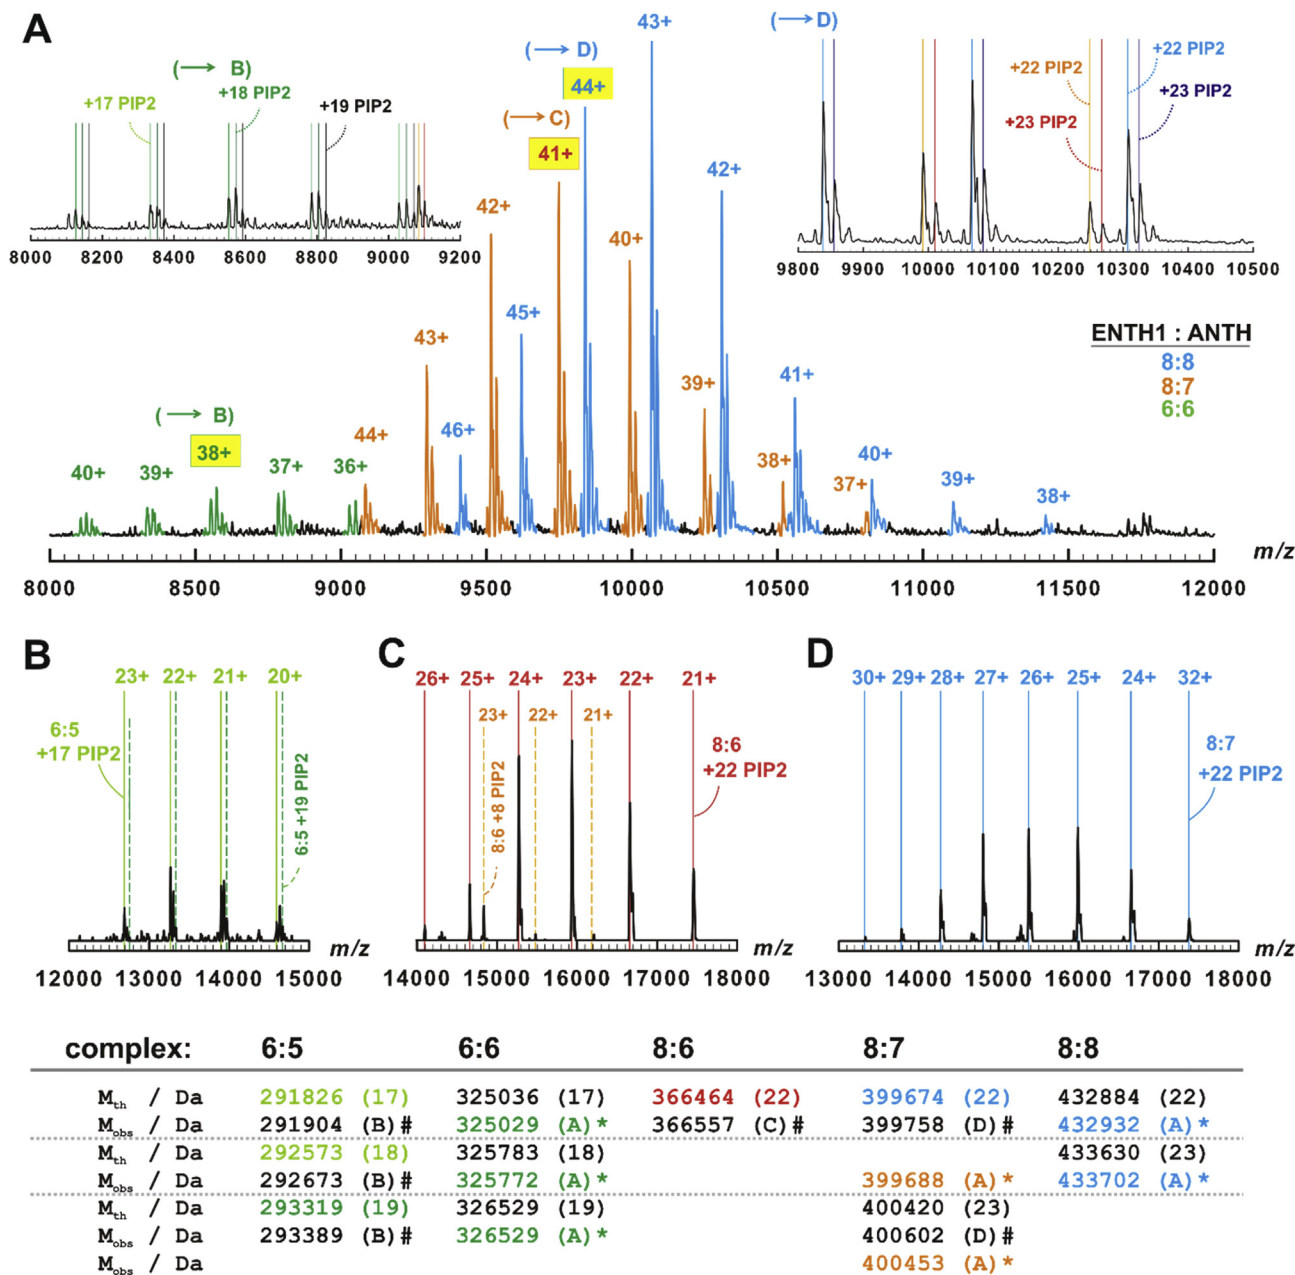 A
(→ B)
+17 PIP2
+18 PIP2
+19 PIP2
8000 8200 8400 8600 8800 9000 9200
(→ D)
+22 PIP2
+22 PIP2
+23 PIP2
+23 PIP2
9800 9900 10000 10100 10200 10300 10400 10500
ENTH1 : ANTH
8:8
8:7
6:6
43+
(→ D)
44+
(→ C)
41+
42+
42+
40+
45+
43+
39+
41+
(→ B)
38+
44+
46+
38+
40+
40+
39+
37+
36+
37+
39+
38+
m/z
8000 8500 9000 9500 10000 10500 11000 11500 12000
B
23+ 22+ 21+ 20+
6:5
+17 PIP2
6:5 +19 PIP2
m/z
12000 13000 14000 15000
C
26+ 25+ 24+ 23+ 22+ 21+
23+ 22+ 21+
8:6 +8 PIP2
8:6
+22 PIP2
m/z
14000 15000 16000 17000 18000
D
30+ 29+ 28+ 27+ 26+ 25+ 24+ 32+
8:7
+22 PIP2
m/z
13000 14000 15000 16000 17000 18000
complex: 6:5 6:6 8:6 8:7 8:8
Mth / Da 291826 (17) 325036 (17) 366464 (22) 399674 (22) 432884 (22)
Mobs / Da 291904 (B)# 325029 (A)* 366557 (C)# 399758 (D)# 432932 (A)*
Mth / Da 292573 (18) 325783 (18) 433630 (23)
Mobs / Da 292673 (B)# 325772 (A)* 399688 (A)* 433702 (A)*
Mth / Da 293319 (19) 326529 (19) 400420 (23)
Mobs / Da 293389 (B)# 326529 (A)* 400602 (D)#
Mobs / Da 400453 (A)*